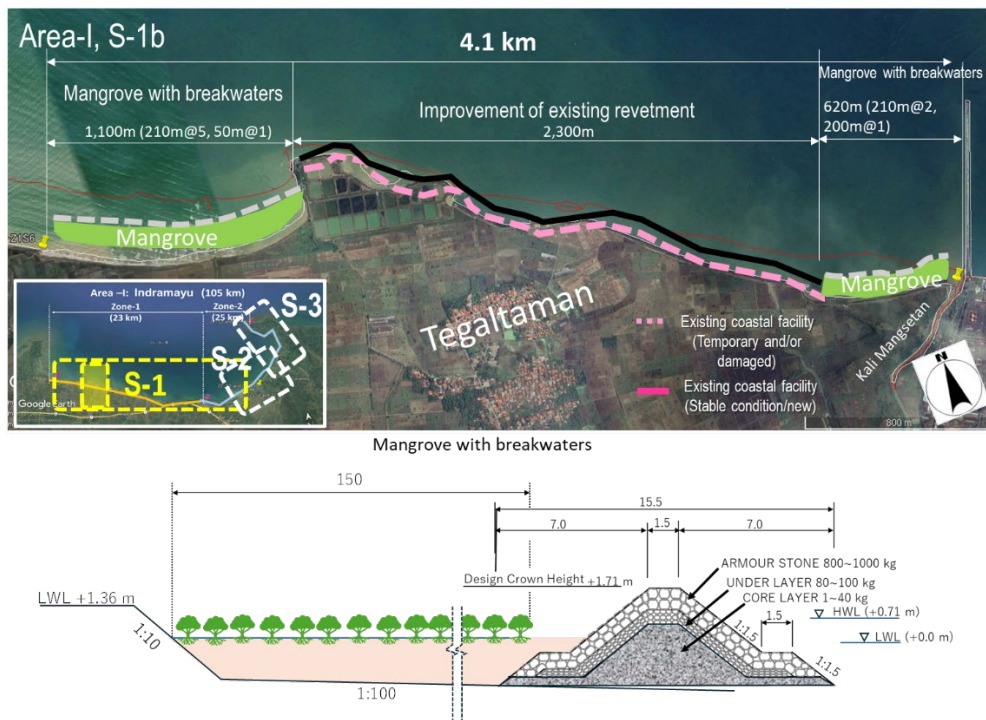 Area-I, S-1b
4.1 km
Mangrove with breakwaters
1,100m (210m@5, 50m@1)
Improvement of existing revetment
2,300m
Mangrove with breakwaters
620m (210m@2,
200m@1)
Z1S6
Mangrove
Mangrove
Tegaltaman
Kali Mangsetan
Existing coastal facility
(Temporary and/or
damaged)
Existing coastal facility
(Stable condition/new)
N
800 m
Area –I: Indramayu (105 km)
Zone-1
(23 km)
Zone-2
(25 km)
S-3
S-2
S-1
Google Earth
Mangrove with breakwaters
150
15.5
7.0
1.5
7.0
ARMOUR STONE 800~1000 kg
UNDER LAYER 80~100 kg
CORE LAYER 1~40 kg
Design Crown Height +1.71 m
LWL +1.36 m
1:10
1:100
1:1.5
1.5
1:1.5
HWL (+0.71 m)
LWL (+0.0 m)